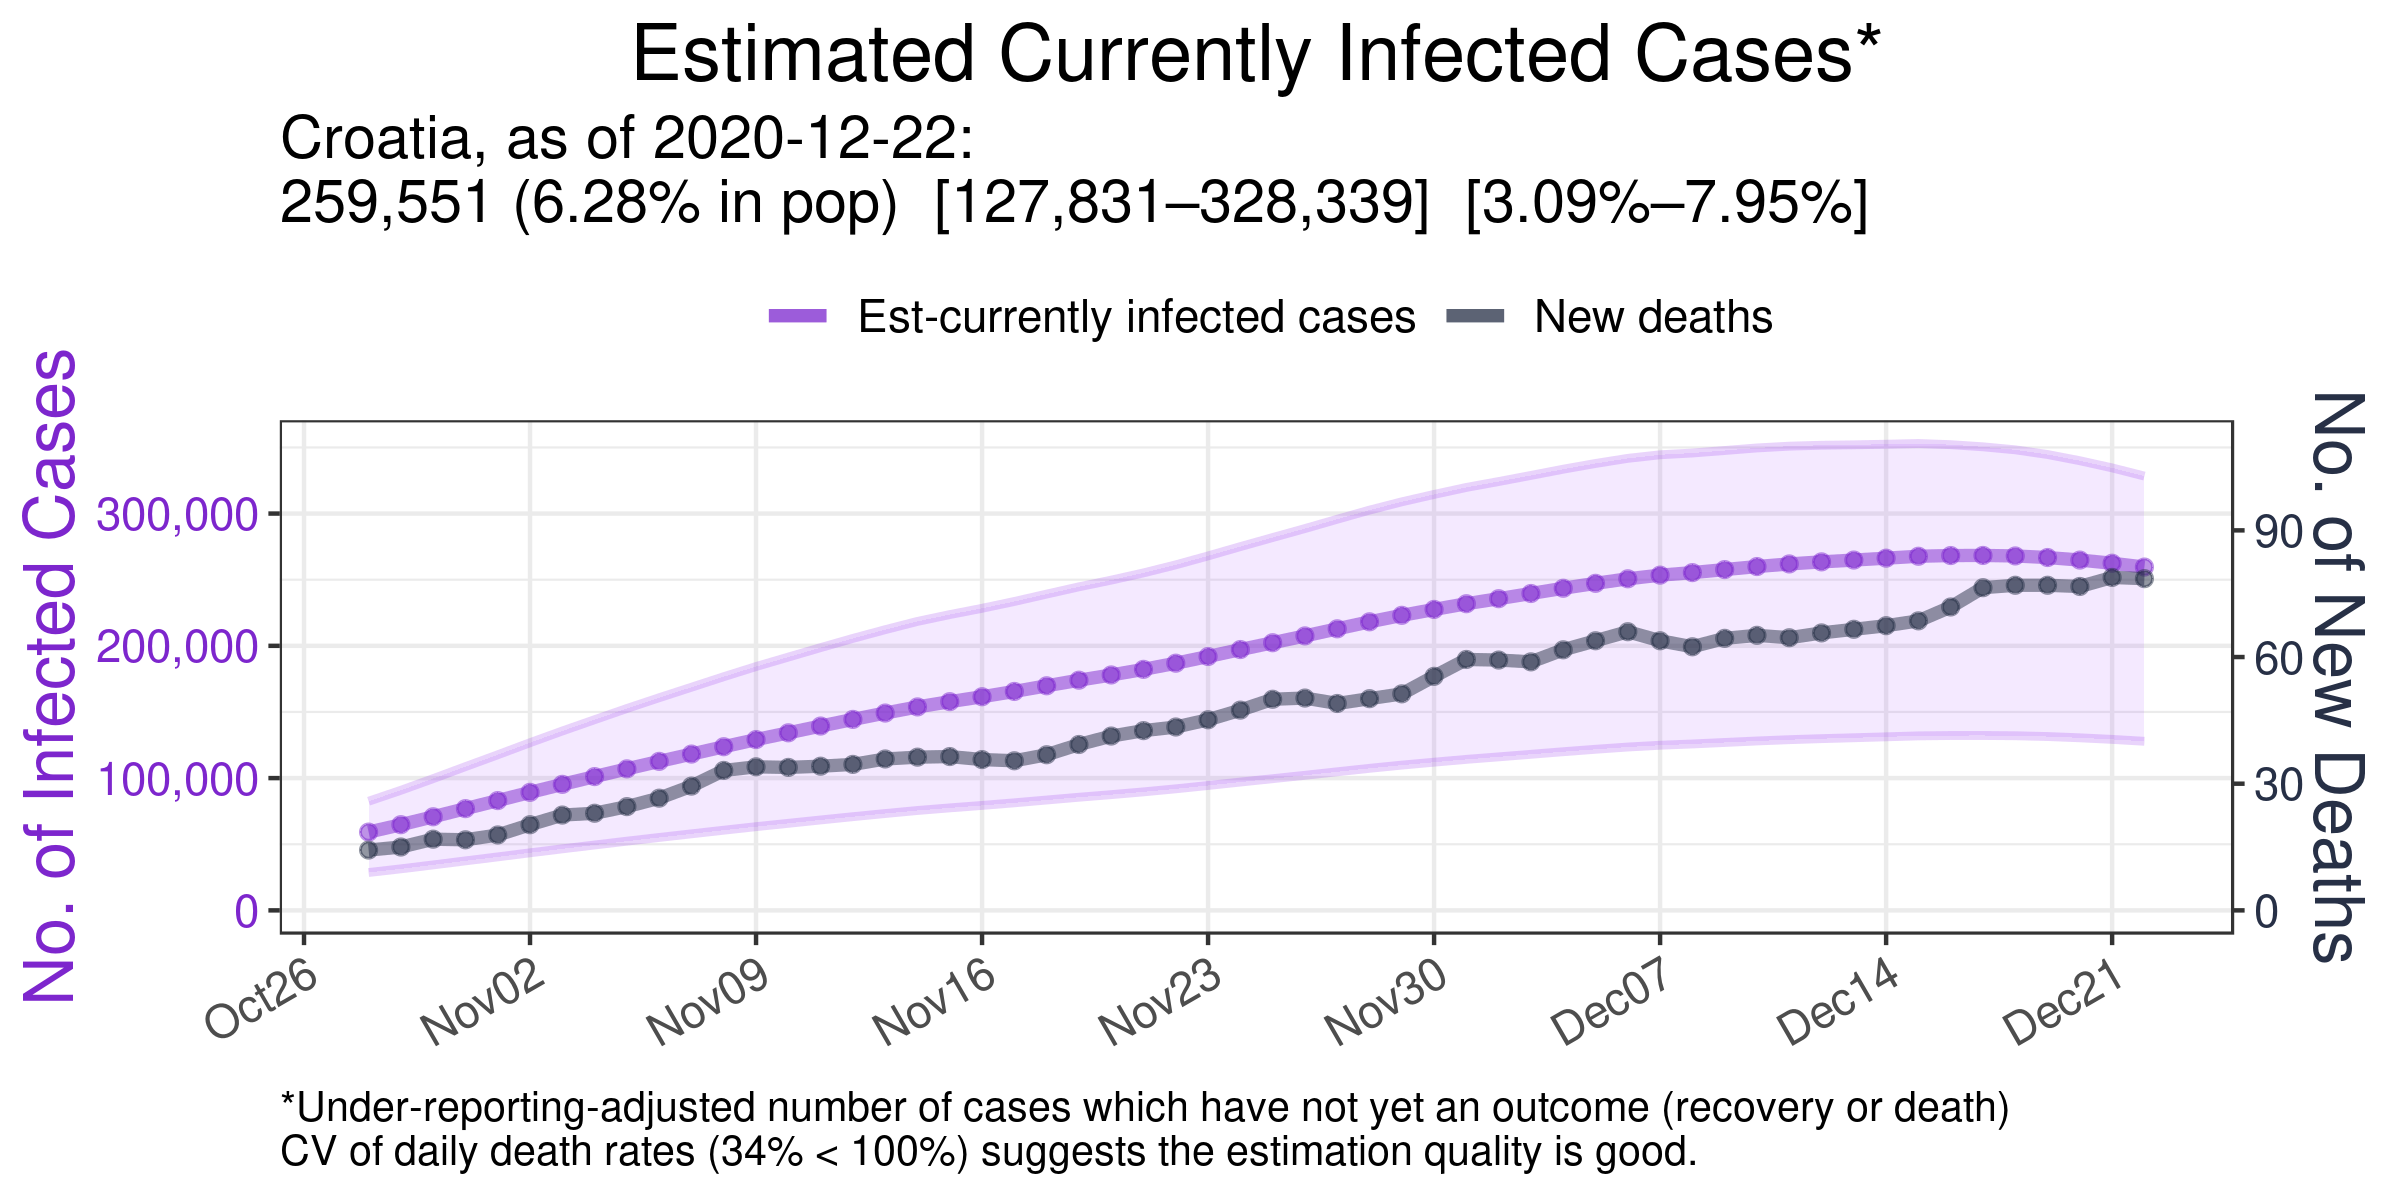 Estimated Currently Infected Cases*
Croatia, as of 2020-12-22:
259,551 (6.28% in pop)  [127,831–328,339]  [3.09%–7.95%]
Est-currently infected cases
New deaths
No. of Infected Cases
300,000
200,000
100,000
0
No. of New Deaths
90
60
30
0
Oct26
Nov02
Nov09
Nov16
Nov23
Nov30
Dec07
Dec14
Dec21
*Under-reporting-adjusted number of cases which have not yet an outcome (recovery or death)
CV of daily death rates (34% < 100%) suggests the estimation quality is good.